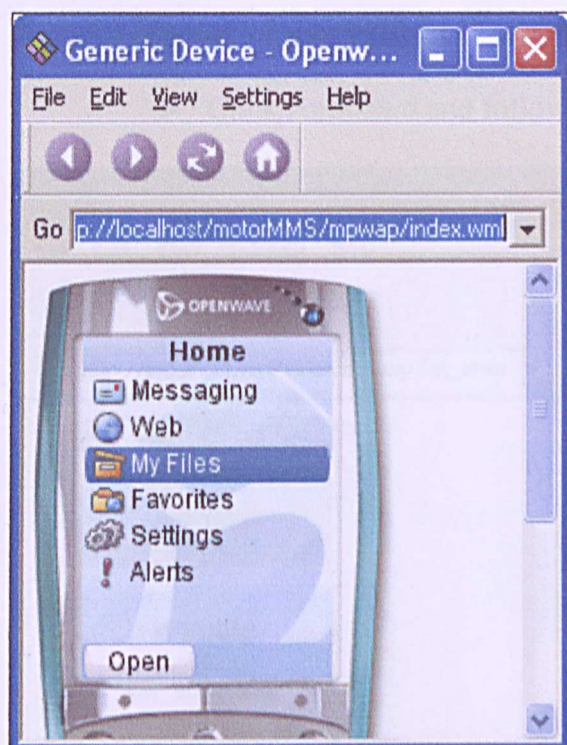 Generic Device - Openw...
File Edit View Settings Help
Go p://localhost/motorMMS/mpwap/index.wml
OPENWAVE
Home
Messaging
Web
My Files
Favorites
Settings
Alerts
Open